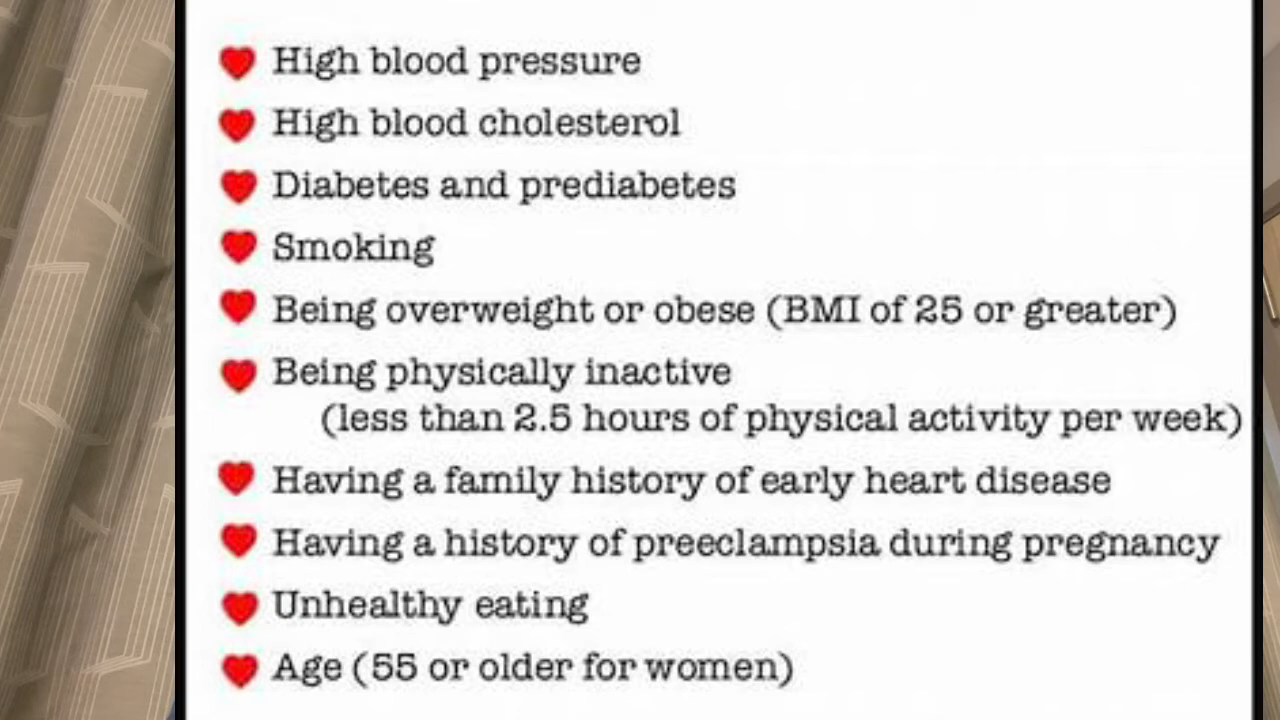 High blood pressure
High blood cholesterol
Diabetes and prediabetes
Smoking
Being overweight or obese (BMI of 25 or greater)
Being physically inactive
(less than 2.5 hours of physical activity per week)
Having a family history of early heart disease
Having a history of preeclampsia during pregnancy
Unhealthy eating
Age (55 or older for women)